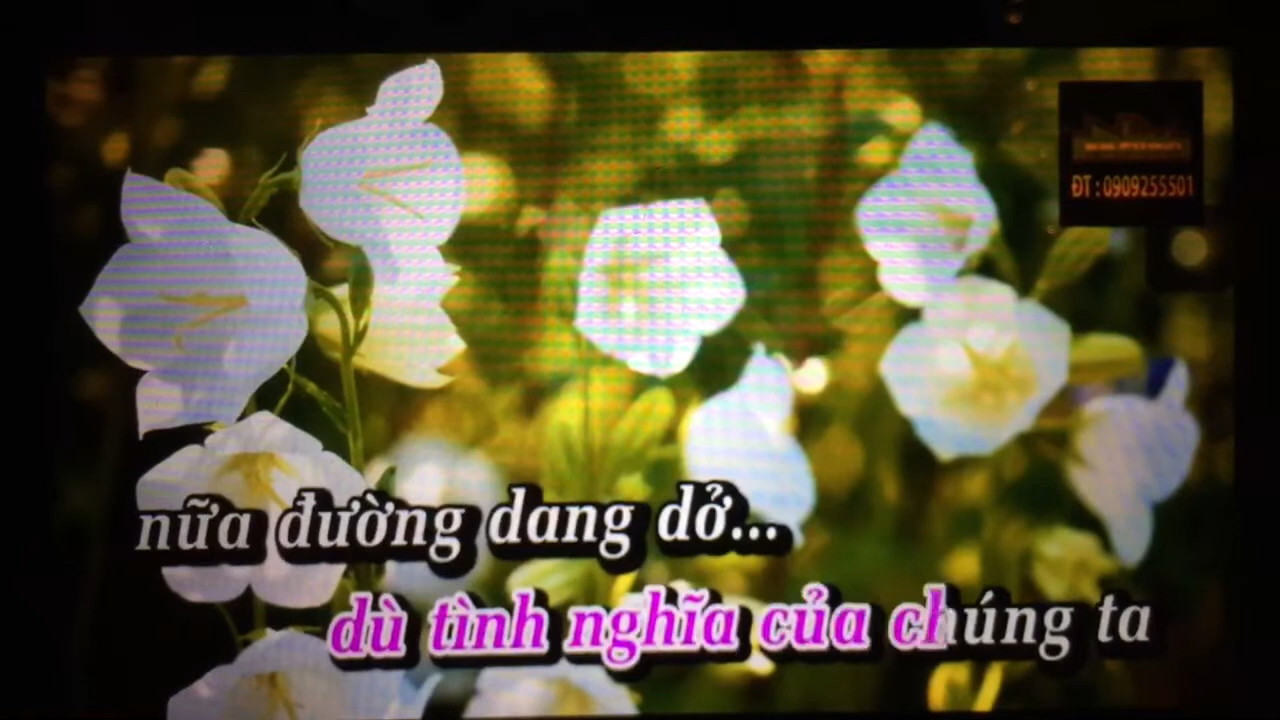 ĐT : 0909255501
nữa đường dang dở...
dù tình nghĩa của chúng ta